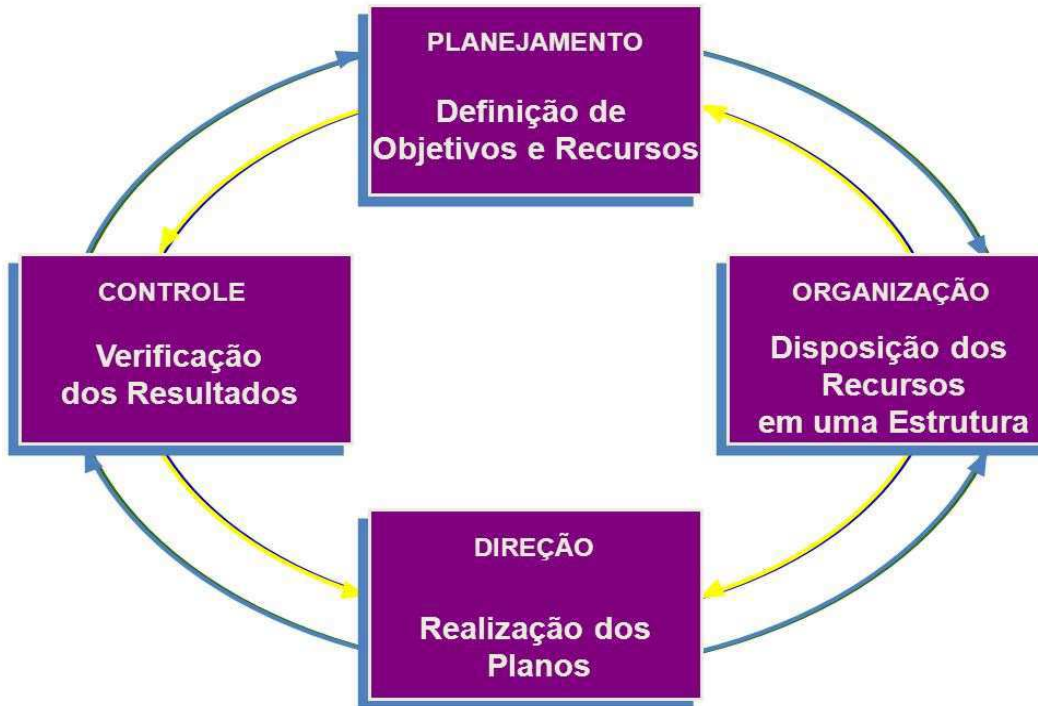 PLANEJAMENTO
Definição de
Objetivos e Recursos
CONTROLE
Verificação
dos Resultados
ORGANIZAÇÃO
Disposição dos
Recursos
em uma Estrutura
DIREÇÃO
Realização dos
Planos